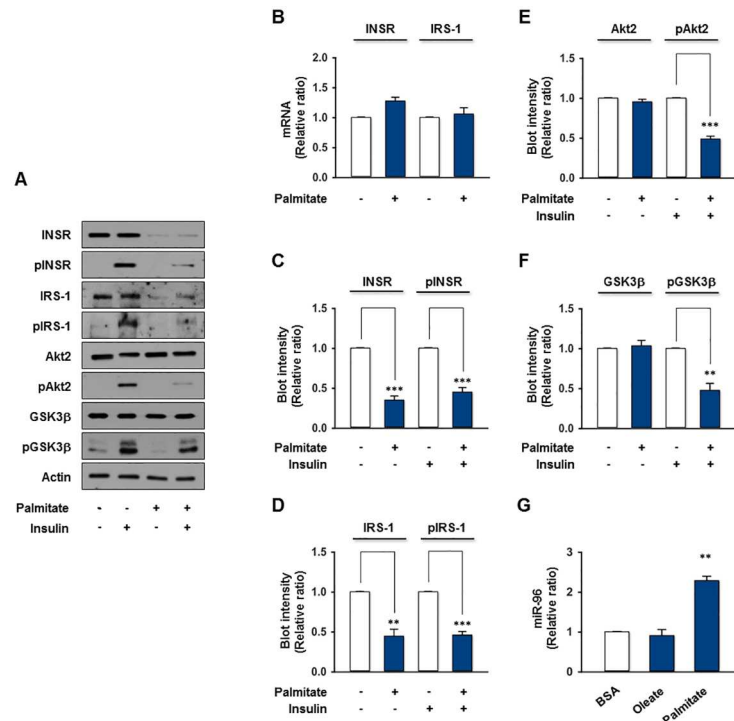 A
INSR
pINSR
IRS-1
pIRS-1
Akt2
pAkt2
GSK3β
pGSK3β
Actin
Palmitate - - + +
Insulin - + - +
B
INSR IRS-1
mRNA
(Relative ratio)
2.0
1.5
1.0
0.5
0.0
Palmitate - + - +
C
INSR pINSR
Blot intensity
(Relative ratio)
1.5
1.0
0.5
0.0
*** ***
Palmitate - + - +
Insulin - - + +
D
IRS-1 pIRS-1
Blot intensity
(Relative ratio)
1.5
1.0
0.5
0.0
** ***
Palmitate - + - +
Insulin - - + +
E
Akt2 pAkt2
Blot intensity
(Relative ratio)
1.5
1.0
0.5
0.0
***
Palmitate - + - +
Insulin - - + +
F
GSK3β pGSK3β
Blot intensity
(Relative ratio)
1.5
1.0
0.5
0.0
**
Palmitate - + - +
Insulin - - + +
G
miR-96
(Relative ratio)
3
2
1
0
**
BSA Oleate Palmitate